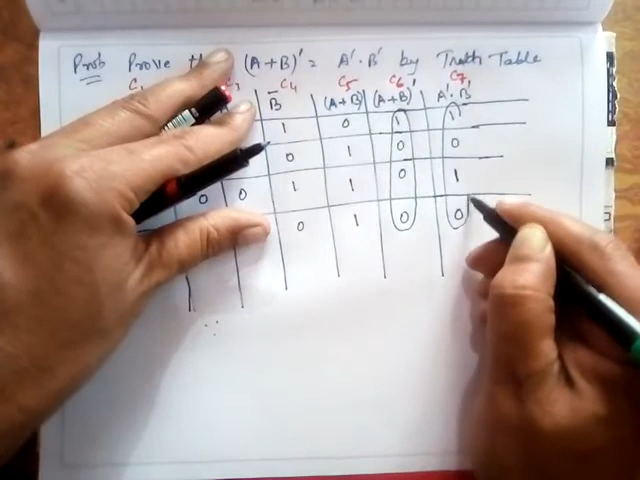 Prob Prove (A+B)' = A'.B' by Truth Table
C1 C4 C5 C6 C7
B̅ (A+B) (A+B)' A'.B'
1 0 1 1
0 1 0 0
0 0 1 1 0 1
0 1 0 0